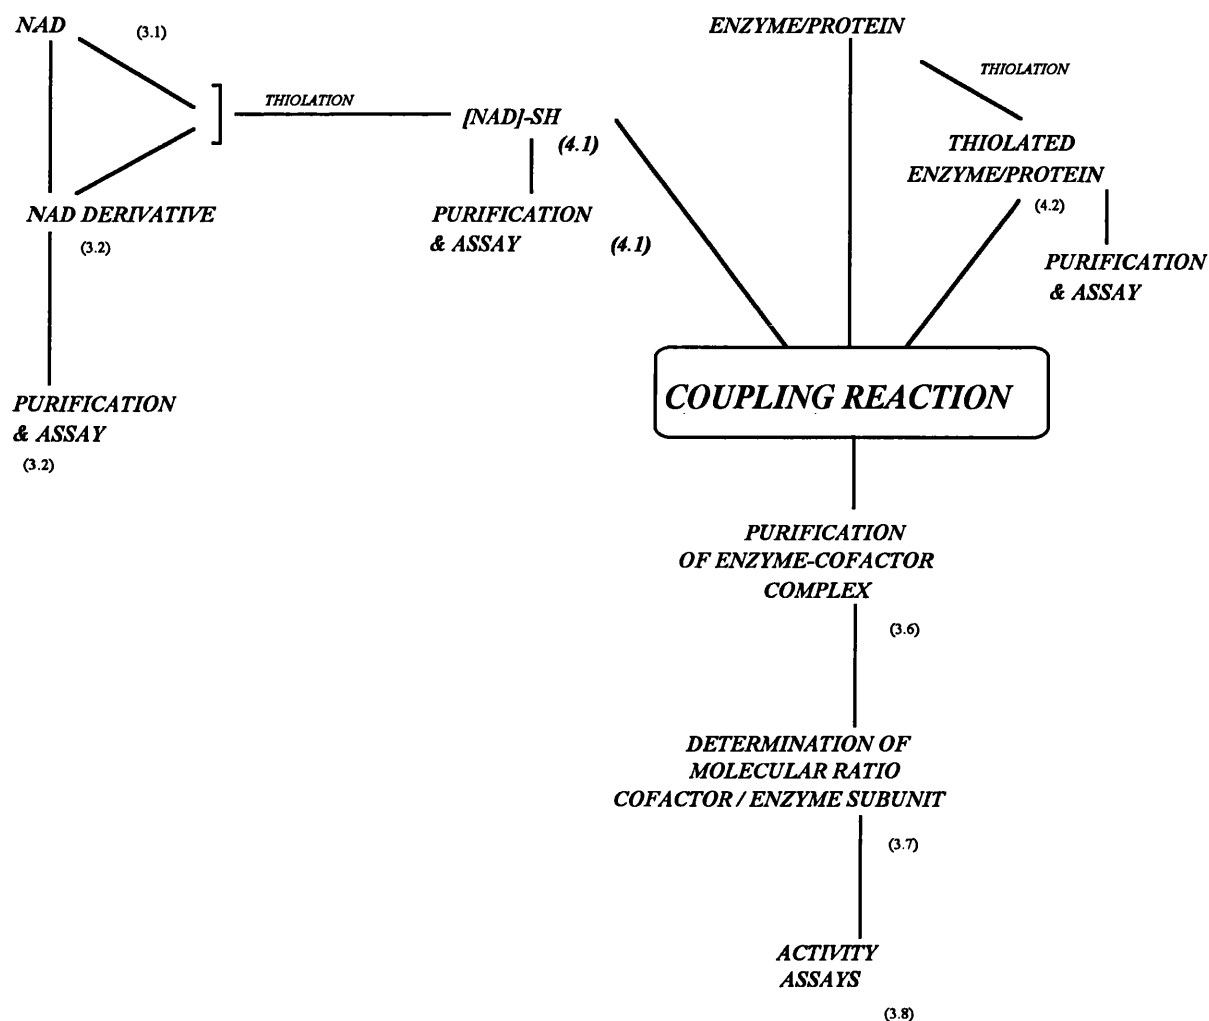 NAD
(3.1)
ENZYME/PROTEIN
THIOLATION
THIOLATION
[NAD]-SH
(4.1)
THIOLATED
ENZYME/PROTEIN
(4.2)
NAD DERIVATIVE
(3.2)
PURIFICATION
& ASSAY
(4.1)
PURIFICATION
& ASSAY
PURIFICATION
& ASSAY
(3.2)
COUPLING REACTION
PURIFICATION
OF ENZYME-COFACTOR
COMPLEX
(3.6)
DETERMINATION OF
MOLECULAR RATIO
COFACTOR / ENZYME SUBUNIT
(3.7)
ACTIVITY
ASSAYS
(3.8)